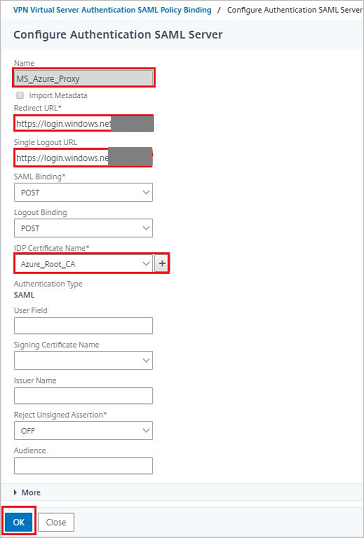 VPN Virtual Server Authentication SAML Policy Binding / Configure Authentication SAML Server
Configure Authentication SAML Server
Name
MS_Azure_Proxy
Import Metadata
Redirect URL*
https://login.windows.net
Single Logout URL
https://login.windows.ne
SAML Binding*
POST
Logout Binding
POST
IDP Certificate Name*
Azure_Root_CA
+
Authentication Type
SAML
User Field
Signing Certificate Name
Issuer Name
Reject Unsigned Assertion*
OFF
Audience
More
OK Close